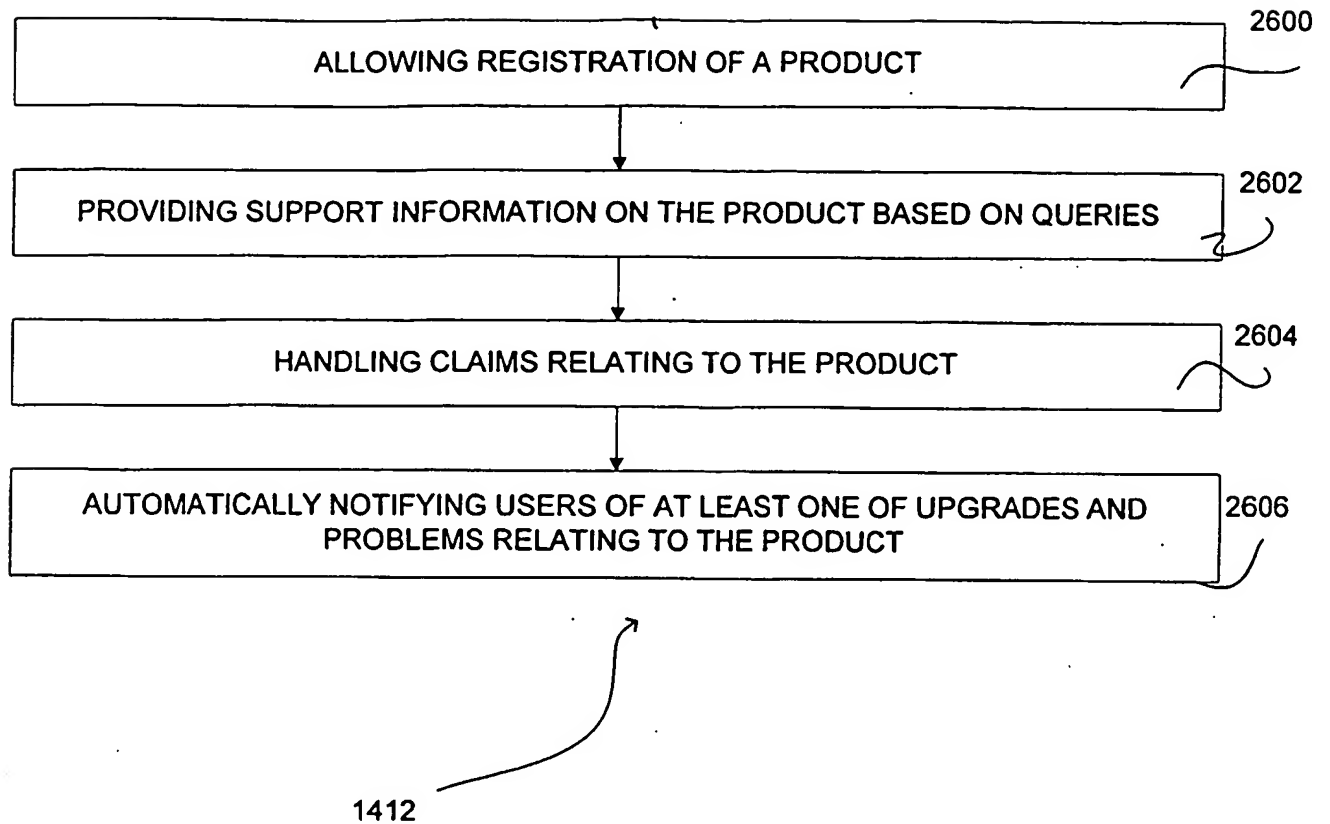 2600
ALLOWING REGISTRATION OF A PRODUCT
2602
PROVIDING SUPPORT INFORMATION ON THE PRODUCT BASED ON QUERIES
2604
HANDLING CLAIMS RELATING TO THE PRODUCT
2606
AUTOMATICALLY NOTIFYING USERS OF AT LEAST ONE OF UPGRADES AND
PROBLEMS RELATING TO THE PRODUCT
1412